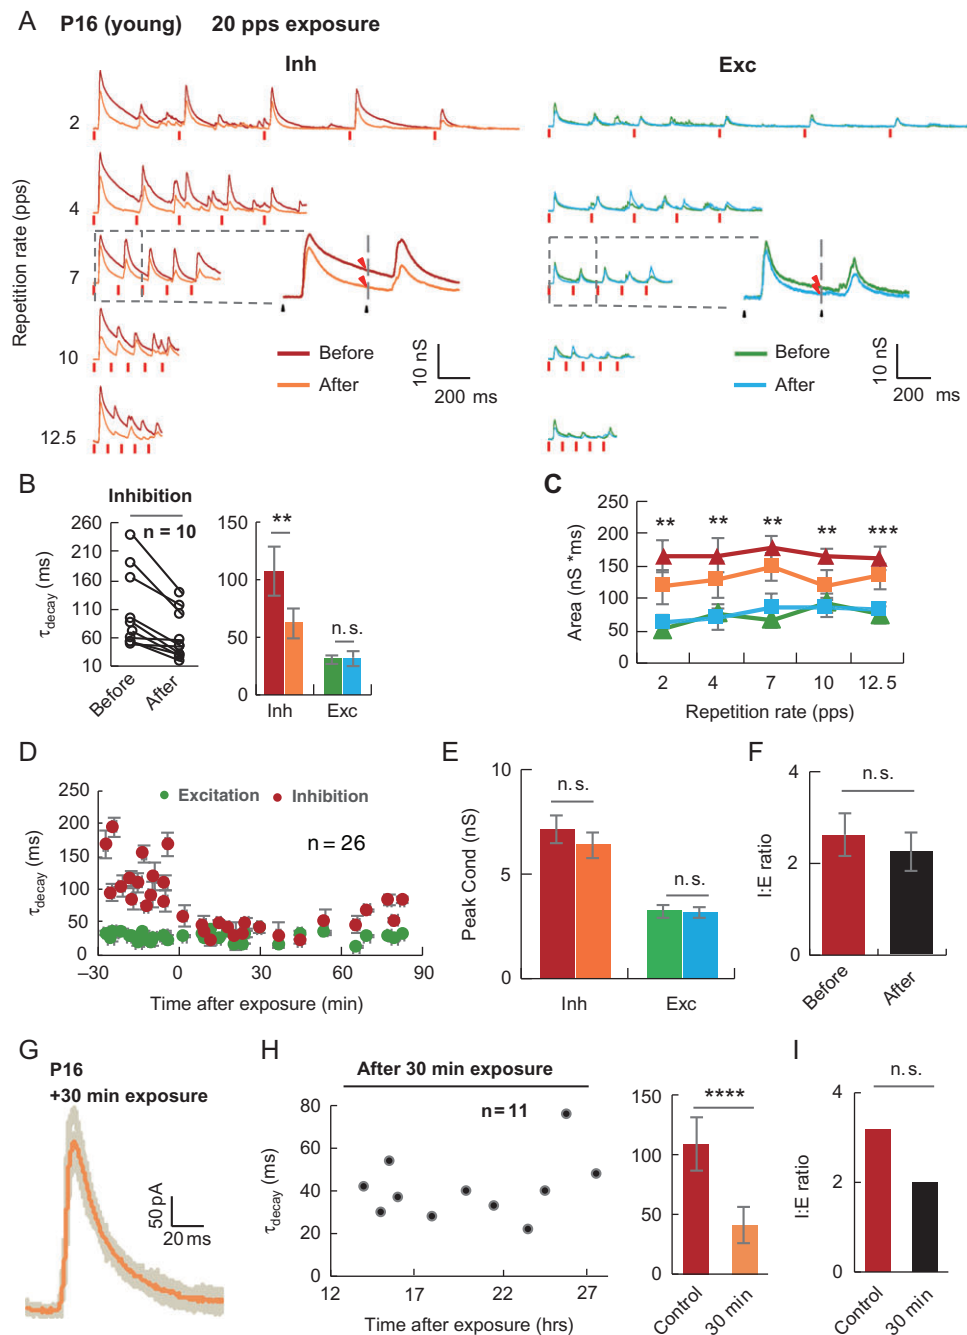 A P16 (young) 20 pps exposure
Inh Exc
Repetition rate (pps)
2
4
7
10
12.5
Before
After
10 nS
200 ms
Before
After
10 nS
200 ms
B
Inhibition
n = 10
τdecay (ms)
260
210
160
110
60
10
Before After
150
100
50
0
**
n.s.
Inh Exc
C
Area (nS *ms)
250
200
150
100
50
0
** ** ** ** ***
2 4 7 10 12.5
Repetition rate (pps)
D
Excitation Inhibition
n = 26
τdecay (ms)
250
200
150
100
50
0
−30 0 30 60 90
Time after exposure (min)
E
Peak Cond (nS)
10
5
0
n.s.
n.s.
Inh Exc
F
I:E ratio
4
2
0
n.s.
Before After
G
P16
+30 min exposure
50 pA
20 ms
H
After 30 min exposure
n = 11
τdecay (ms)
80
60
40
20
0
12 17 22 27
Time after exposure (hrs)
150
100
50
0
****
Control 30 min
I
I:E ratio
4
2
0
n.s.
Control 30 min